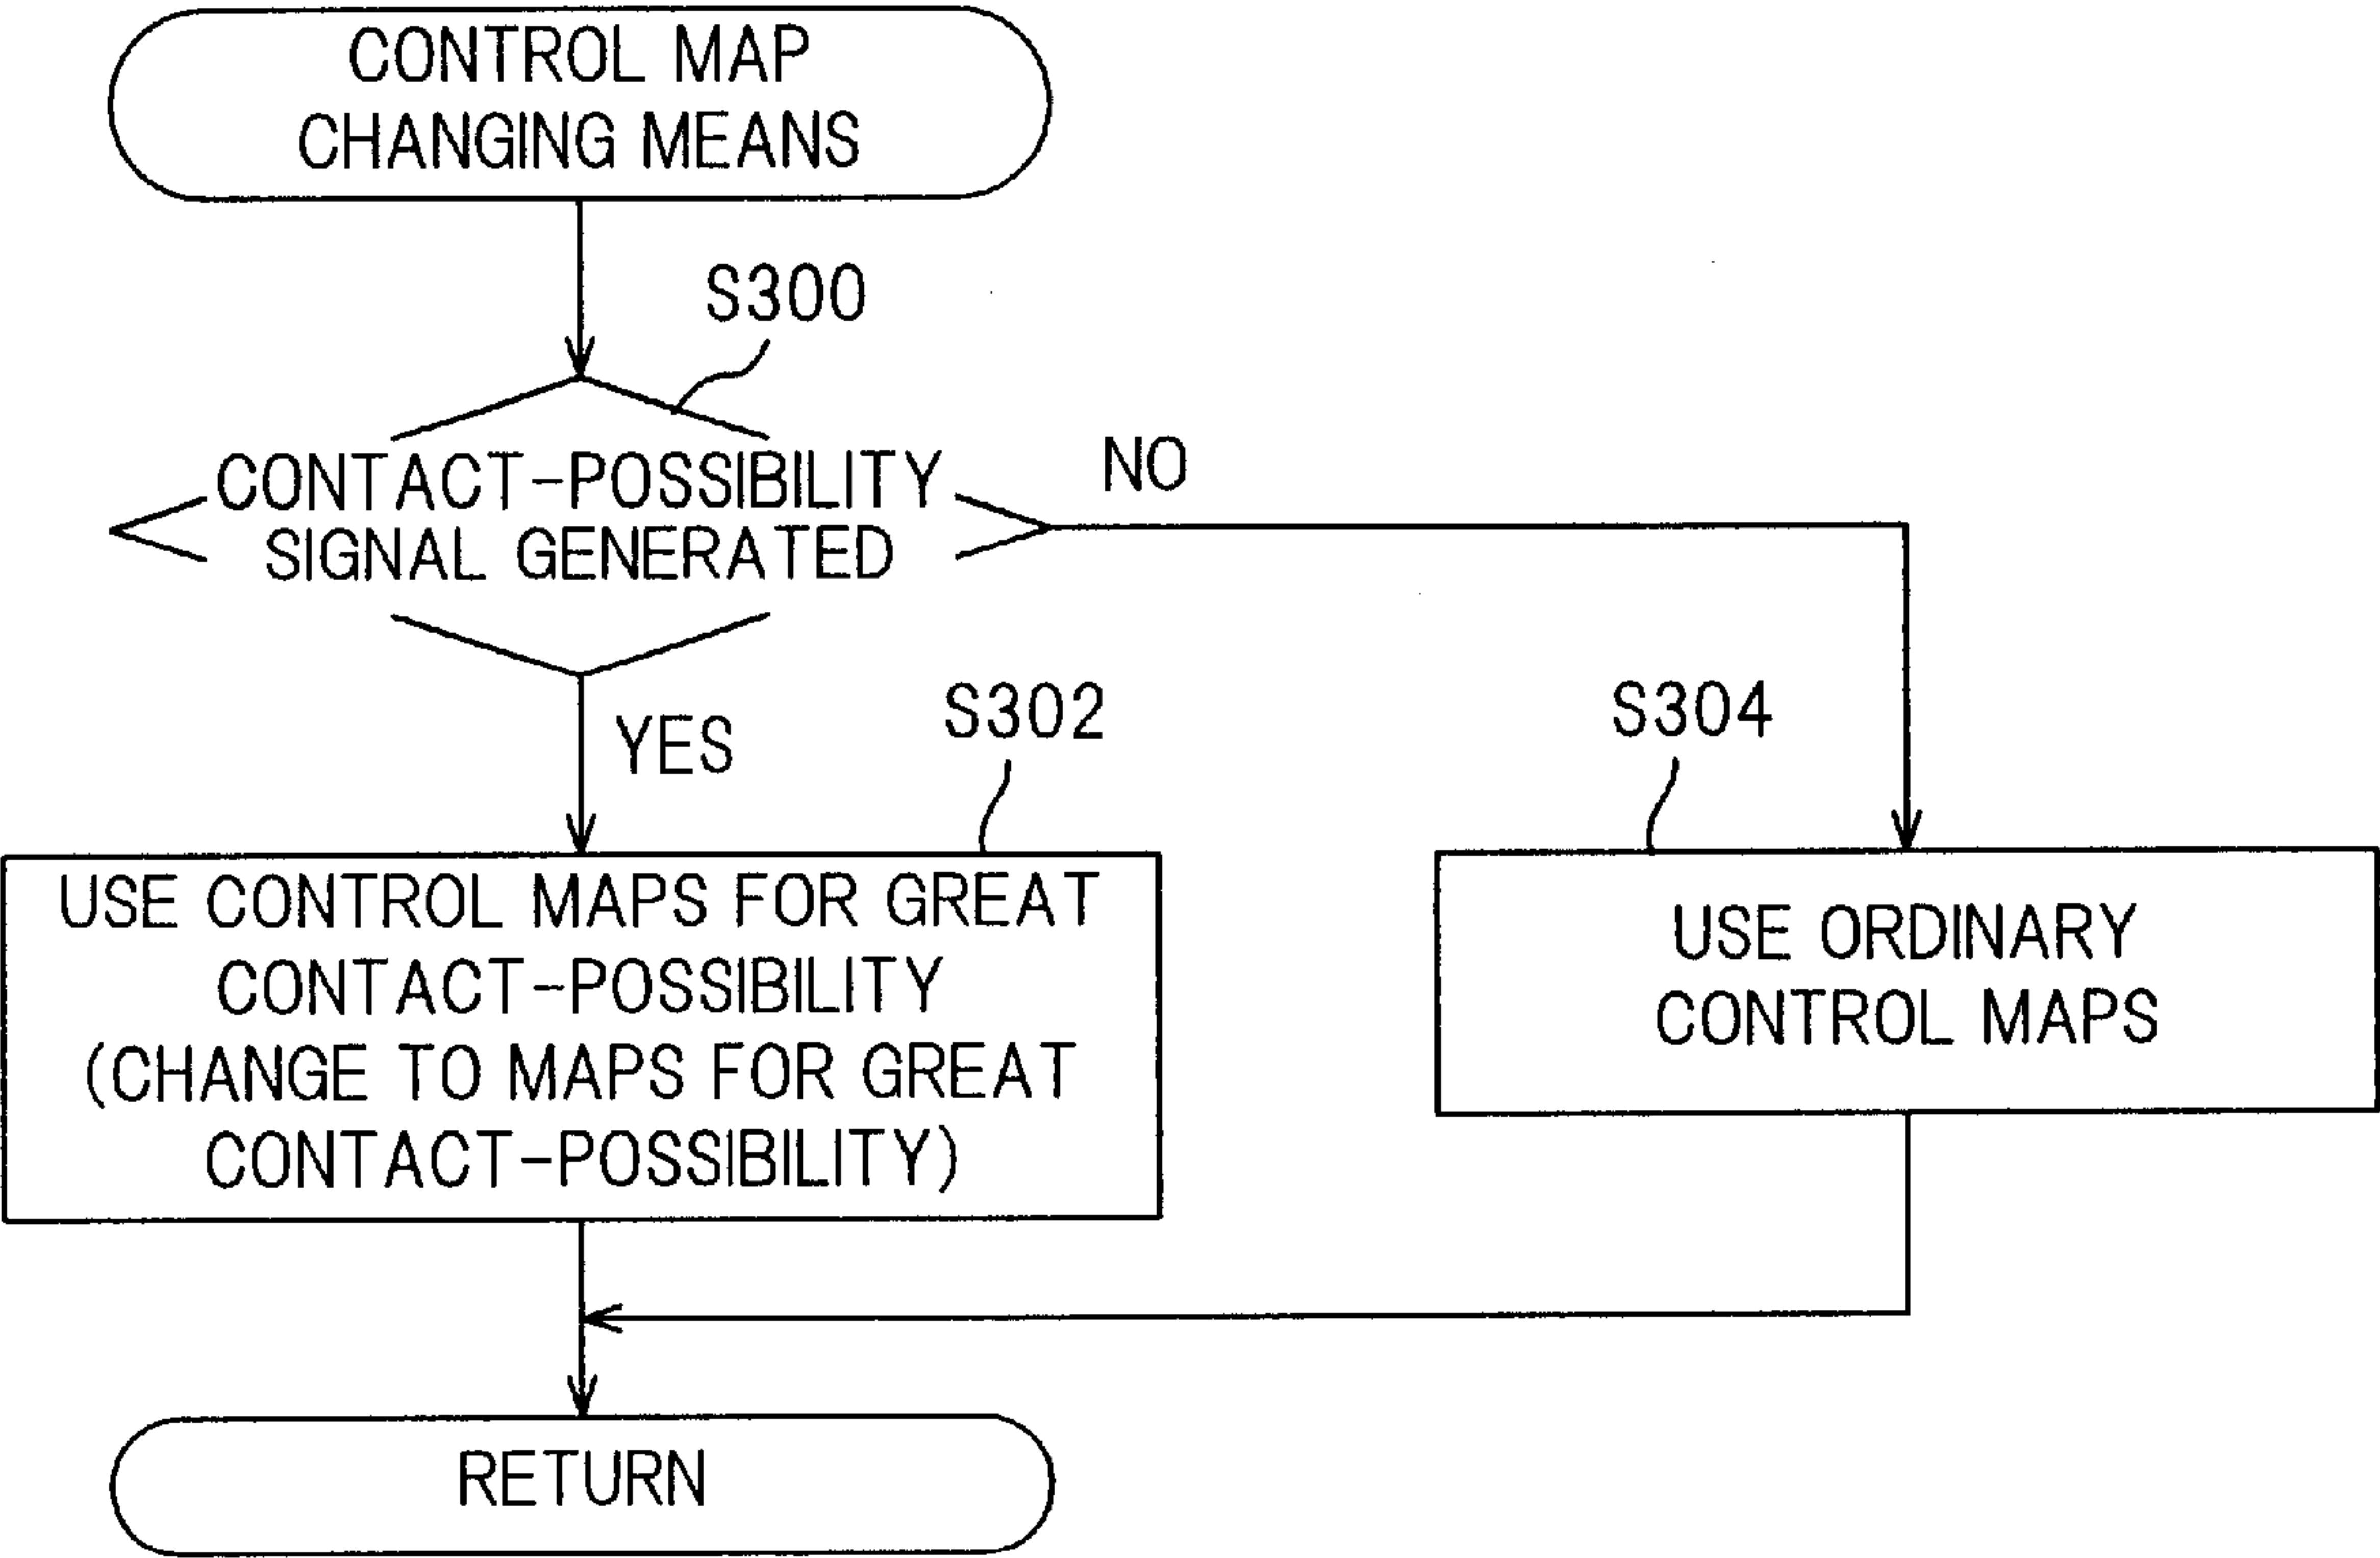 CONTROL MAP
CHANGING MEANS
S300
CONTACT-POSSIBILITY
SIGNAL GENERATED
NO
YES
S302
S304
USE CONTROL MAPS FOR GREAT
CONTACT-POSSIBILITY
(CHANGE TO MAPS FOR GREAT
CONTACT-POSSIBILITY)
USE ORDINARY
CONTROL MAPS
RETURN